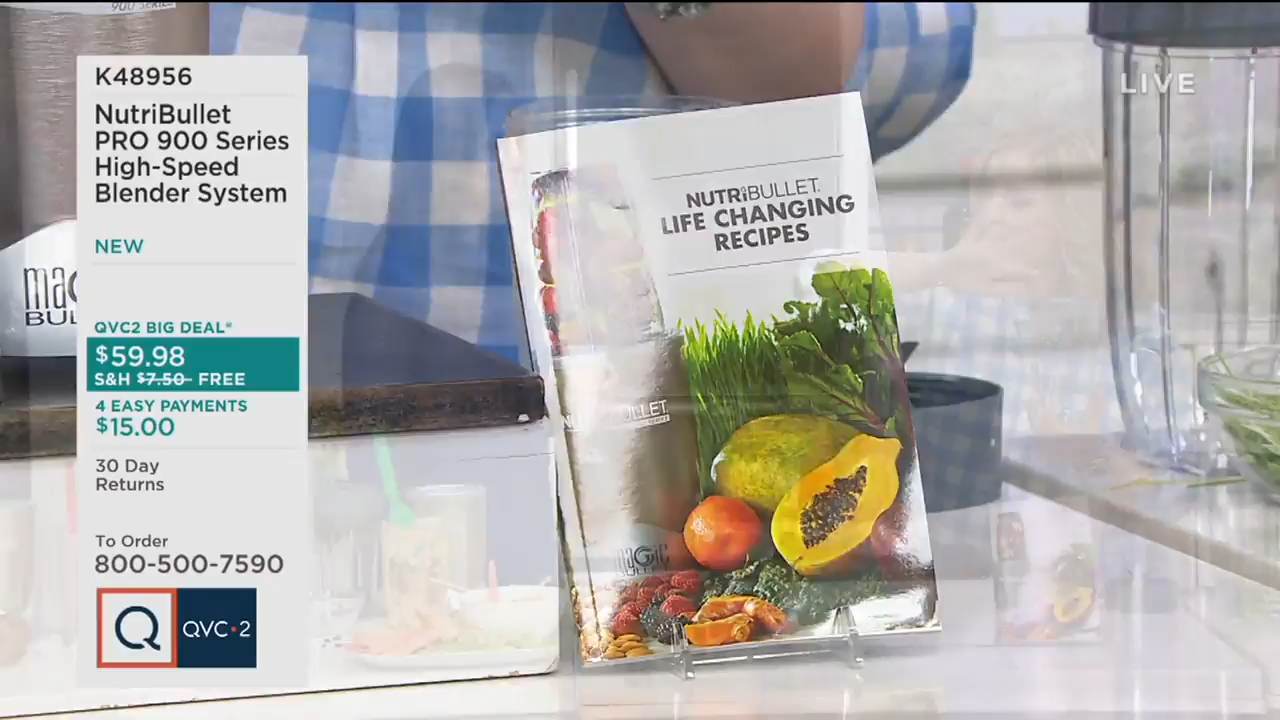 900 SERIES
K48956
NutriBullet
PRO 900 Series
High-Speed
Blender System
NEW
QVC2 BIG DEAL®
$59.98
S&H $7.50 FREE
4 EASY PAYMENTS
$15.00
30 Day
Returns
To Order
800-500-7590
Q QVC•2
LIVE
NUTRIBULLET.
LIFE CHANGING
RECIPES